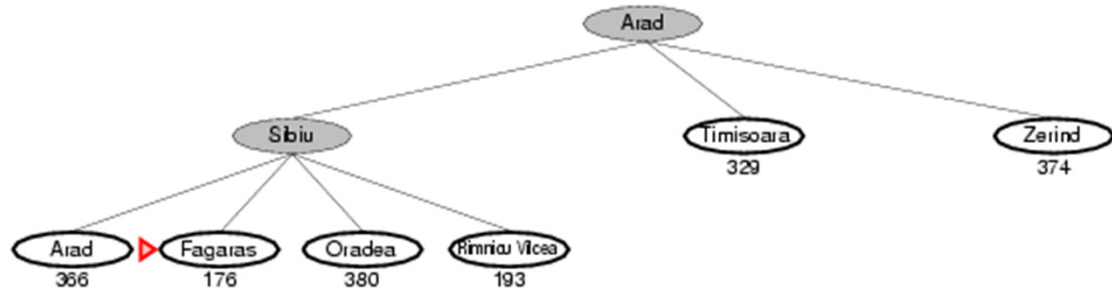 Arad
Sibiu
Timisoara
Zerind
329
374
Arad
Fagaras
Oradea
Rimnicu Vilcea
366
176
380
193